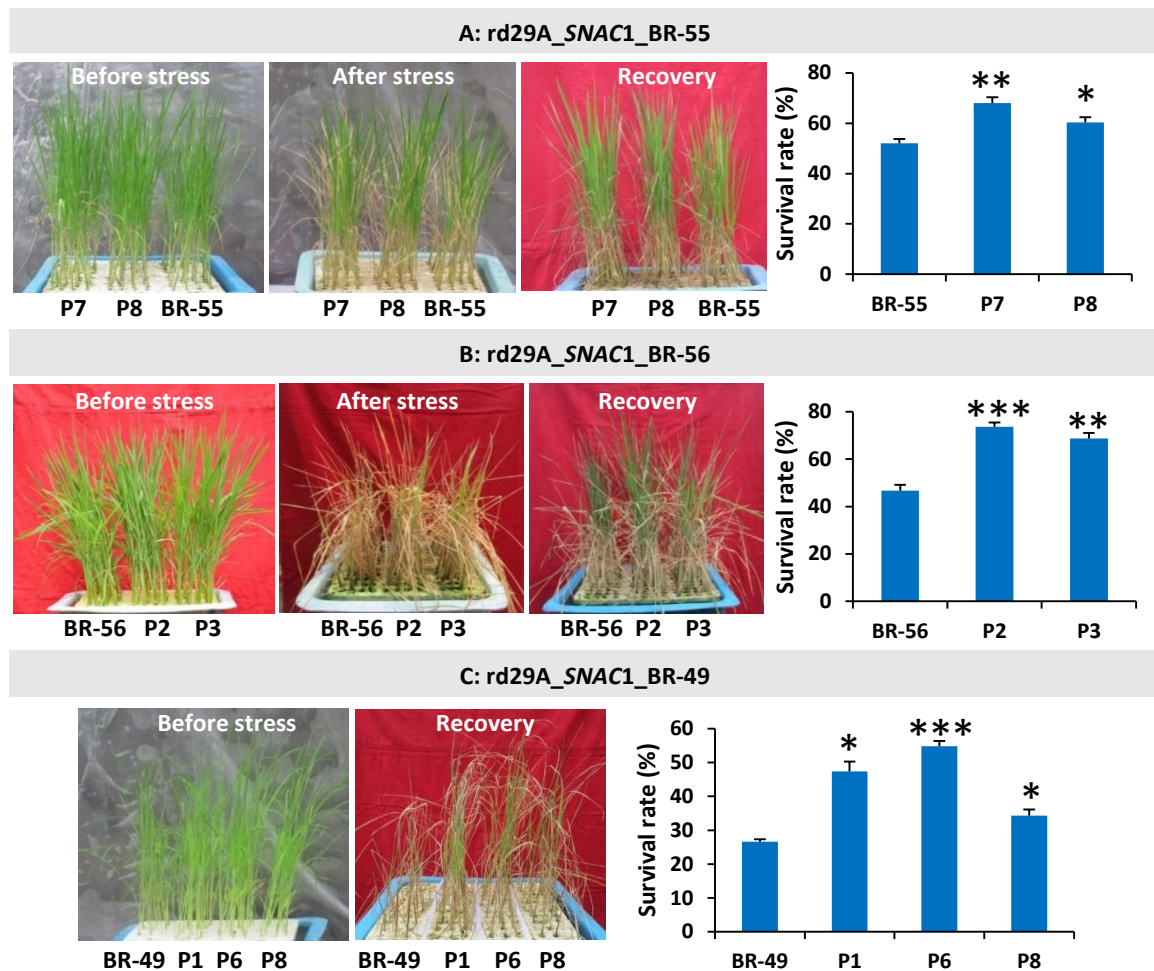 A: rd29A_SNAC1_BR-55
Before stress
After stress
Recovery
P7 P8 BR-55
P7 P8 BR-55
P7 P8 BR-55
Survival rate (%)
80
60
40
20
0
**
*
BR-55 P7 P8
B: rd29A_SNAC1_BR-56
Before stress
After stress
Recovery
BR-56 P2 P3
BR-56 P2 P3
BR-56 P2 P3
Survival rate (%)
80
60
40
20
0
***
**
BR-56 P2 P3
C: rd29A_SNAC1_BR-49
Before stress
Recovery
BR-49 P1 P6 P8
BR-49 P1 P6 P8
Survival rate (%)
60
50
40
30
20
10
0
*
***
*
BR-49 P1 P6 P8